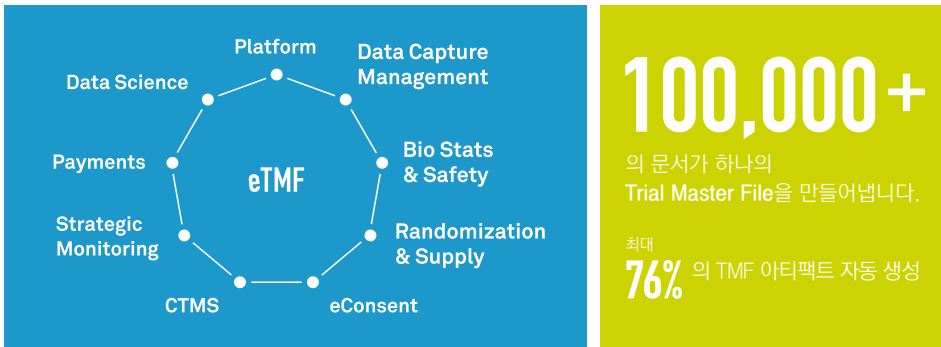 Platform
Data Capture
Management
Data Science
Bio Stats
& Safety
Payments
eTMF
Strategic
Monitoring
Randomization
& Supply
CTMS
eConsent
100,000+
의 문서가 하나의
Trial Master File을 만들어냅니다.
최대
76% 의 TMF 아티팩트 자동 생성